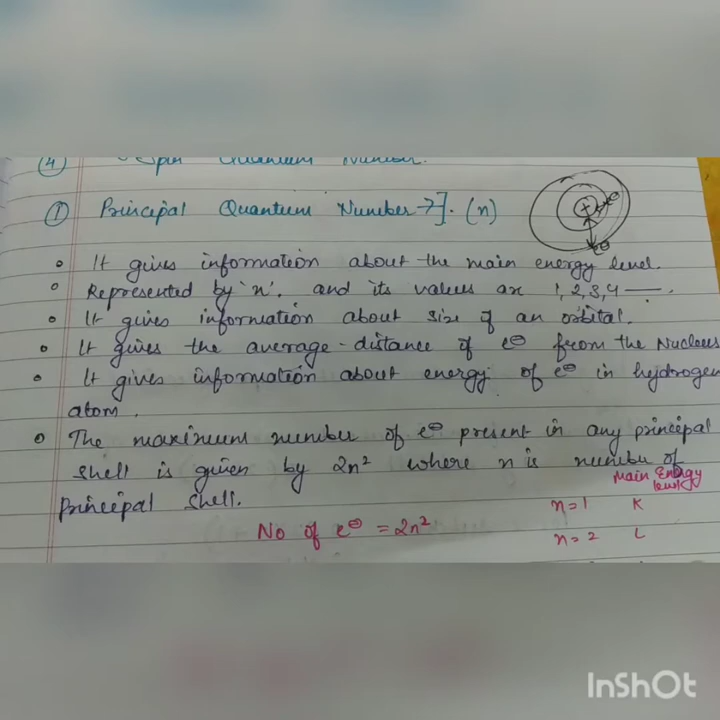 (4) Spin Quantum Number.
(1) Principal Quantum Number →]. (n)
• It gives information about the main energy level.
• Represented by 'n'. and its values are 1, 2, 3, 4 —.
• It gives information about size of an orbital.
• It gives the average-distance of e⊖ from the Nucleus
• It gives information about energy of e⊖ in hydrogen
atom.
• The maximum number of e⊖ present in any principal
shell is given by 2n² where n is number of
Principal Shell.
Main Energy
level
No of e⊖ = 2n²
n=1 K
n=2 L
InShOt